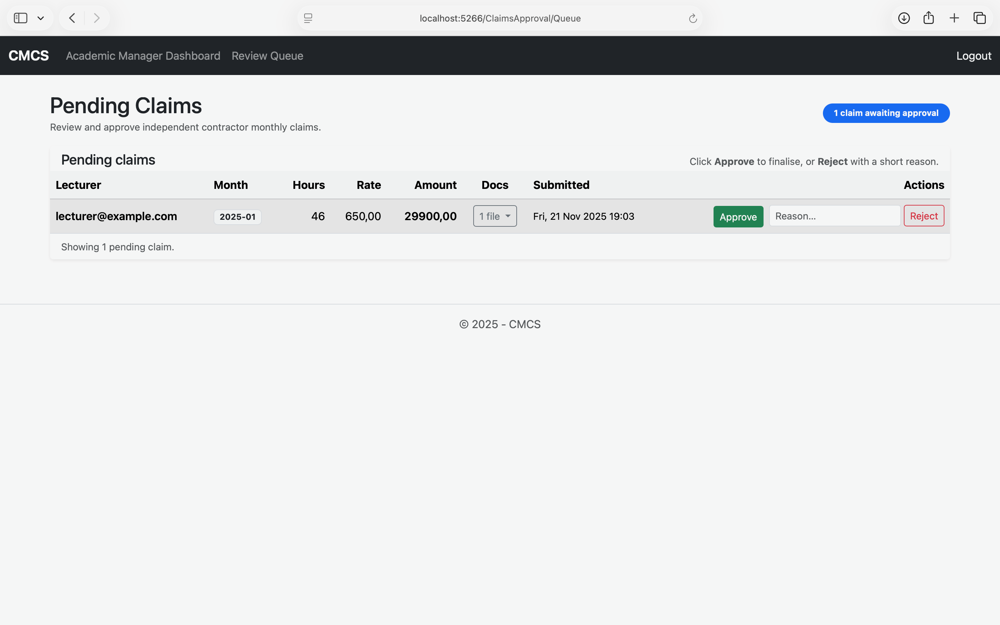 localhost:5266/ClaimsApproval/Queue
CMCS Academic Manager Dashboard Review Queue Logout
Pending Claims
1 claim awaiting approval
Review and approve independent contractor monthly claims.
Pending claims
Click Approve to finalise, or Reject with a short reason.
Lecturer Month Hours Rate Amount Docs Submitted Actions
lecturer@example.com 2025-01 46 650,00 29900,00 1 file Fri, 21 Nov 2025 19:03 Approve Reason... Reject
Showing 1 pending claim.
© 2025 - CMCS